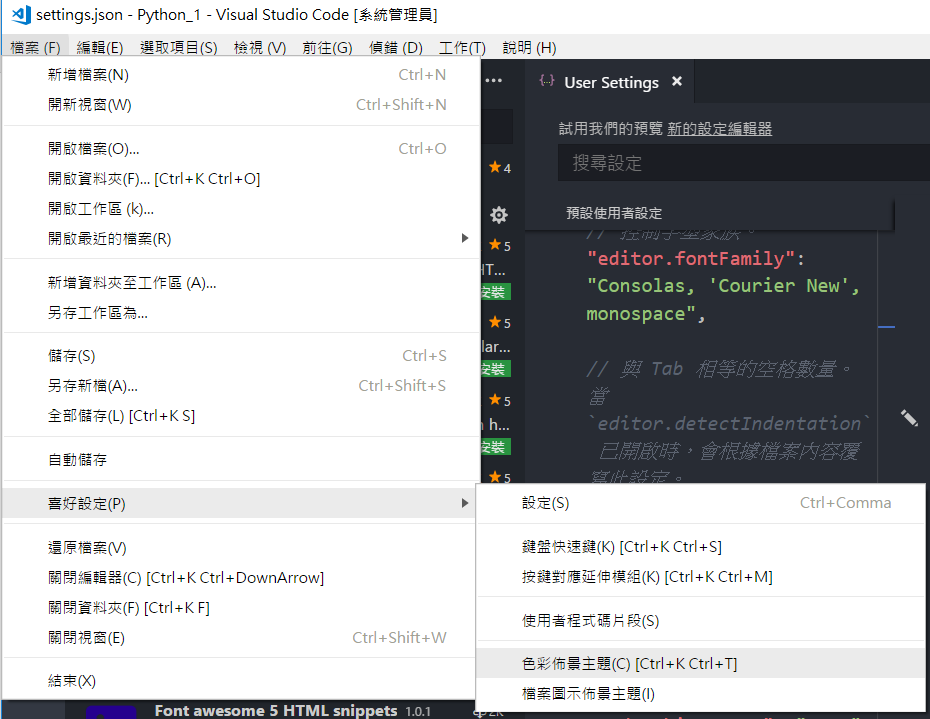 settings.json - Python_1 - Visual Studio Code [系統管理員]
檔案 (F) 編輯(E) 選取項目(S) 檢視 (V) 前往(G) 偵錯 (D) 工作(T) 說明 (H)
新增檔案(N) Ctrl+N
開新視窗(W) Ctrl+Shift+N
開啟檔案(O)... Ctrl+O
開啟資料夾(F)... [Ctrl+K Ctrl+O]
開啟工作區 (k)...
開啟最近的檔案(R)
新增資料夾至工作區 (A)...
另存工作區為...
儲存(S) Ctrl+S
另存新檔(A)... Ctrl+Shift+S
全部儲存(L) [Ctrl+K S]
自動儲存
喜好設定(P)
還原檔案(V)
關閉編輯器(C) [Ctrl+K Ctrl+DownArrow]
關閉資料夾(F) [Ctrl+K F]
關閉視窗(E) Ctrl+Shift+W
結束(X)
設定(S) Ctrl+Comma
鍵盤快速鍵(K) [Ctrl+K Ctrl+S]
按鍵對應延伸模組(K) [Ctrl+K Ctrl+M]
使用者程式碼片段(S)
色彩佈景主題(C) [Ctrl+K Ctrl+T]
檔案圖示佈景主題(I)
★4
★5
HT...
安裝
★5
lar...
安裝
★5
h...
安裝
★5
Font awesome 5 HTML snippets 1.0.1 2K
{..} User Settings ×
試用我們的預覽 新的設定編輯器
搜尋設定
預設使用者設定
// 控制字型家族。
"editor.fontFamily":
"Consolas, 'Courier New',
monospace",
// 與 Tab 相等的空格數量。
當
`editor.detectIndentation`
已開啟時，會根據檔案內容覆
寫此設定。